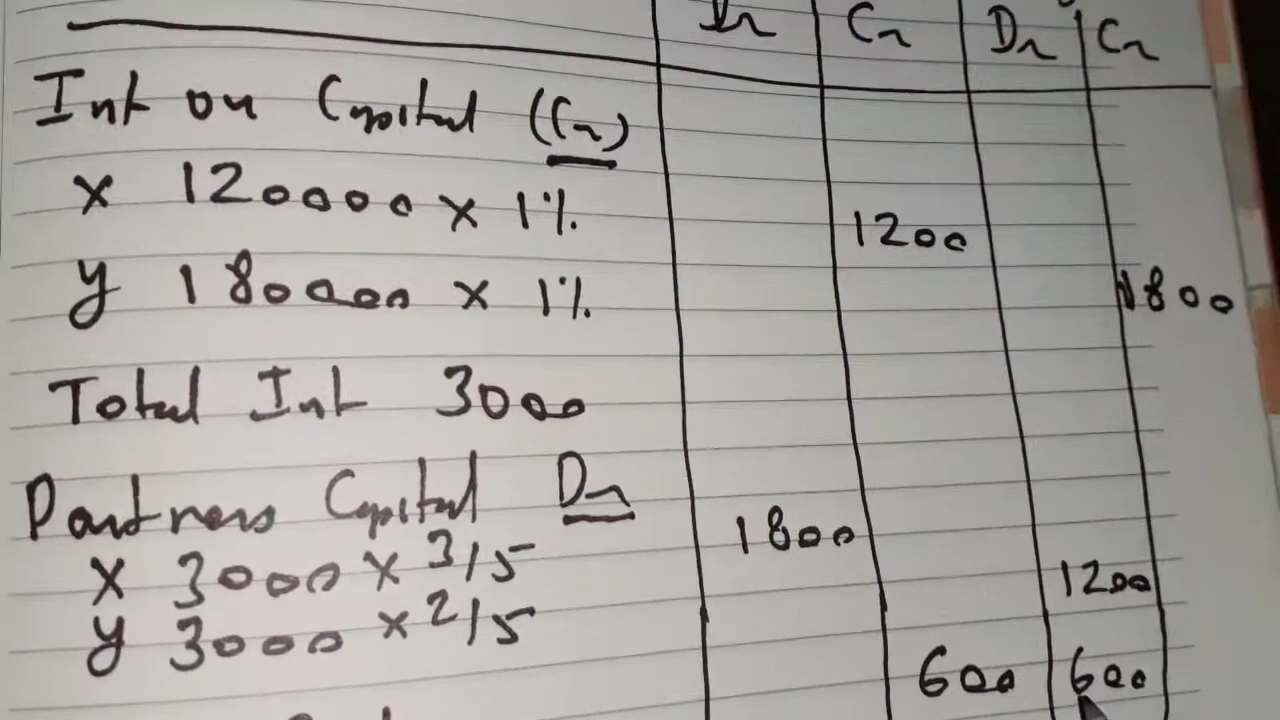 Dr Cr Dr Cr
Int on Capital (Cr)
X 120000 x 1% 1200
y 180000 x 1% 1800
Total Int 3000
Partners Capital Dr
1800
X 3000 x 3/5 1200
y 3000 x 2/5
600 600